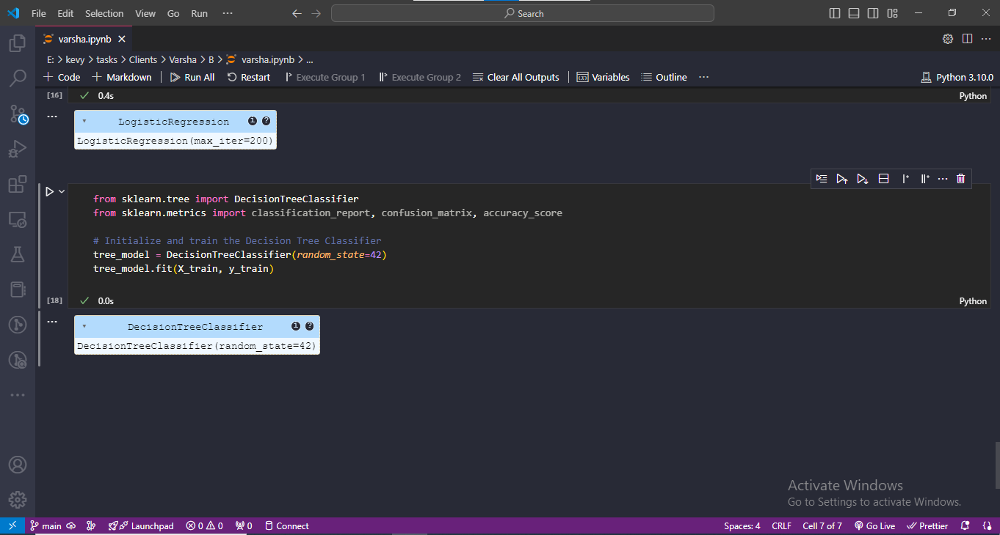 File Edit Selection View Go Run ···
Search
varsha.ipynb
E: > kevy > tasks > Clients > Varsha > B > varsha.ipynb > ...
+ Code + Markdown | Run All Restart Execute Group 1 Execute Group 2 Clear All Outputs | Variables Outline ··· Python 3.10.0
[16] ✓ 0.4s Python
LogisticRegression i ?
LogisticRegression(max_iter=200)
from sklearn.tree import DecisionTreeClassifier
from sklearn.metrics import classification_report, confusion_matrix, accuracy_score
# Initialize and train the Decision Tree Classifier
tree_model = DecisionTreeClassifier(random_state=42)
tree_model.fit(X_train, y_train)
[18] ✓ 0.0s Python
DecisionTreeClassifier i ?
DecisionTreeClassifier(random_state=42)
Activate Windows
Go to Settings to activate Windows.
main Launchpad 0 0 0 Connect Spaces: 4 CRLF Cell 7 of 7 Go Live Prettier